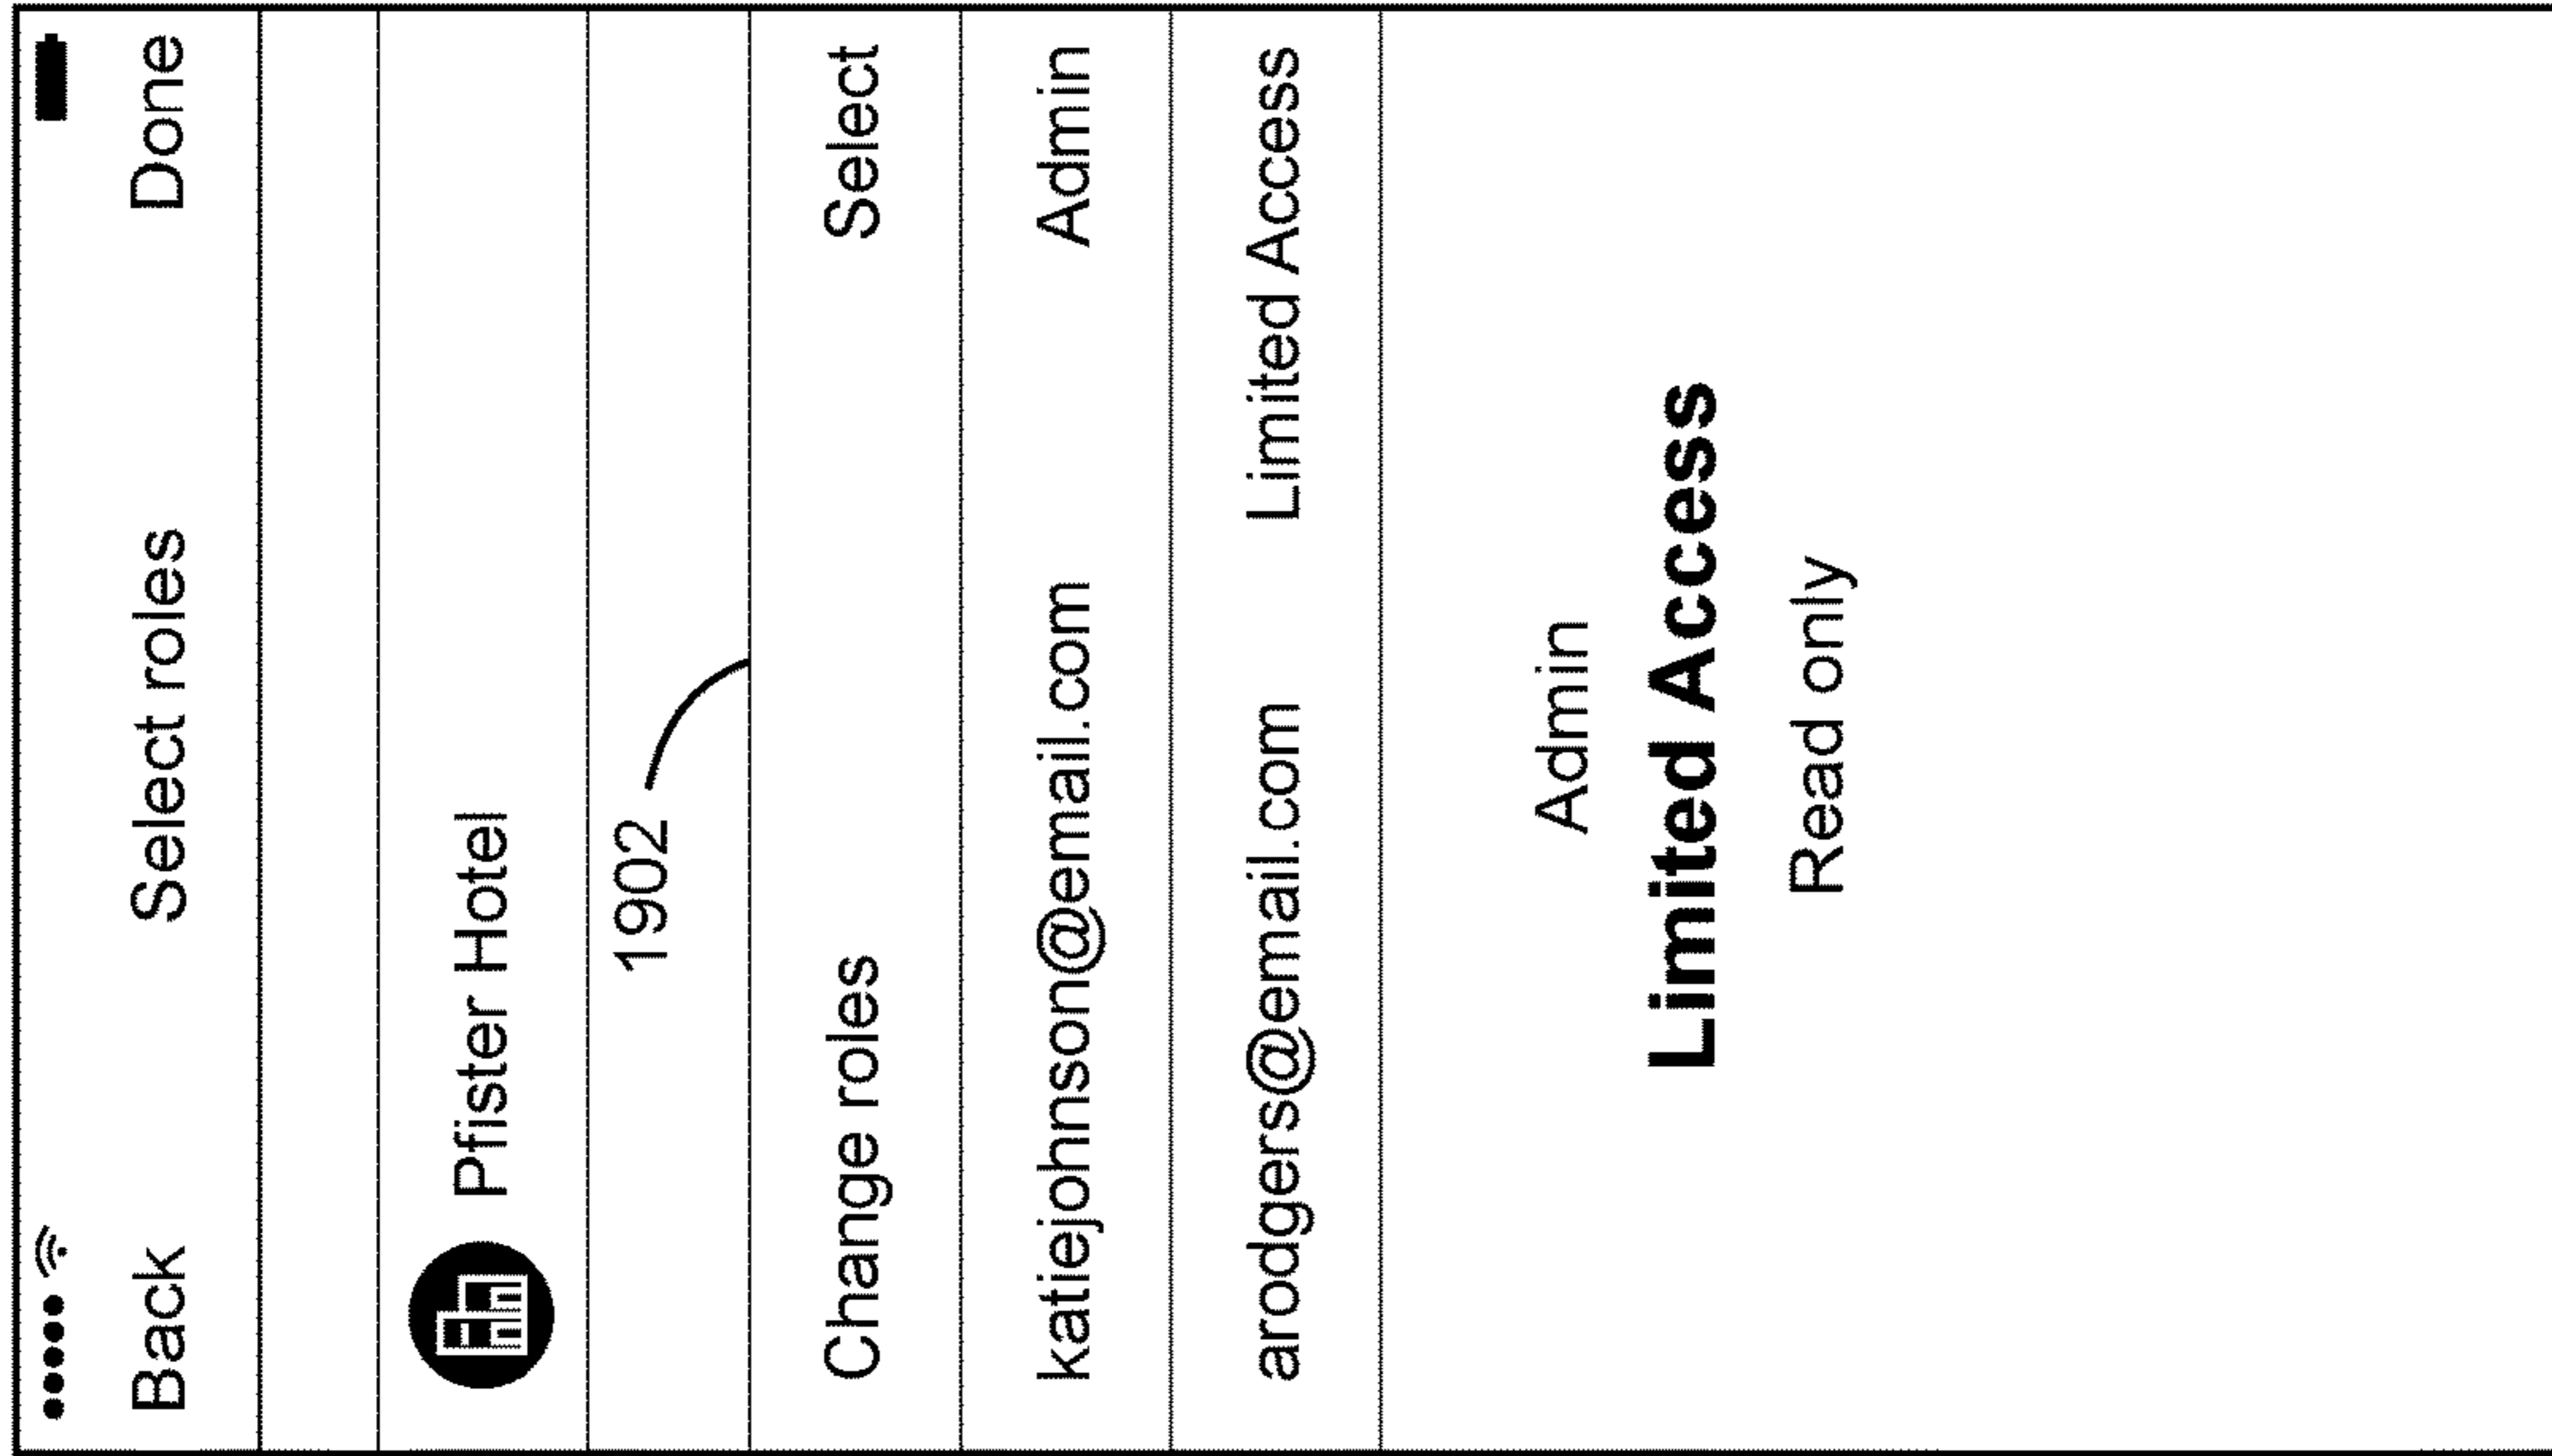 Back Select roles Done
Pfister Hotel
1902
Change roles Select
katiejohnson@email.com Admin
arodgers@email.com Limited Access
Admin
Limited Access
Read only